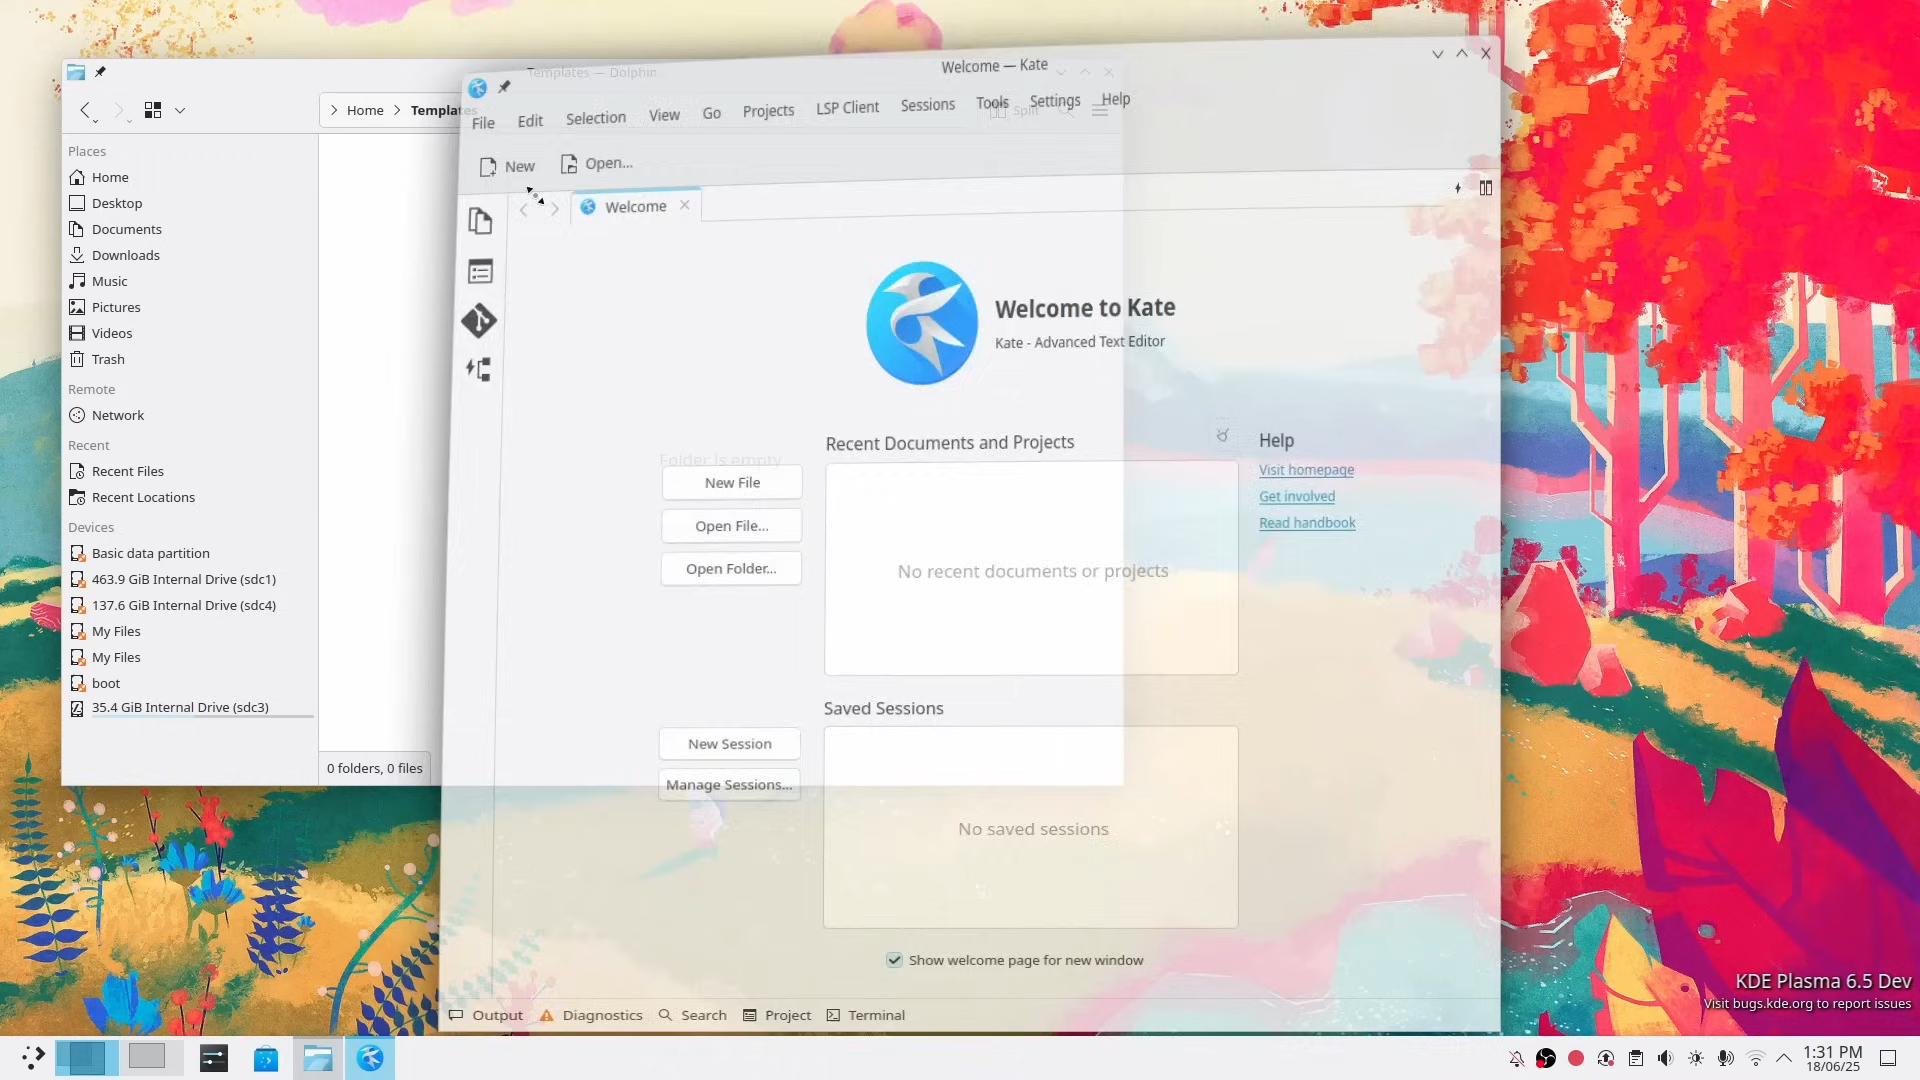 Templates — Dolphin
Home
Templates
Split
Places
Home
Desktop
Documents
Downloads
Music
Pictures
Videos
Trash
Remote
Network
Recent
Recent Files
Recent Locations
Devices
Basic data partition
463.9 GiB Internal Drive (sdc1)
137.6 GiB Internal Drive (sdc4)
My Files
My Files
boot
35.4 GiB Internal Drive (sdc3)
Folder is empty
0 folders, 0 files
Welcome — Kate
File Edit Selection View Go Projects LSP Client Sessions Tools Settings Help
New Open...
Welcome
Welcome to Kate
Kate - Advanced Text Editor
New File
Open File...
Open Folder...
Recent Documents and Projects
No recent documents or projects
Help
Visit homepage
Get involved
Read handbook
New Session
Manage Sessions...
Saved Sessions
No saved sessions
Show welcome page for new window
Output Diagnostics Search Project Terminal
KDE Plasma 6.5 Dev
Visit bugs.kde.org to report issues
1:31 PM
18/06/25